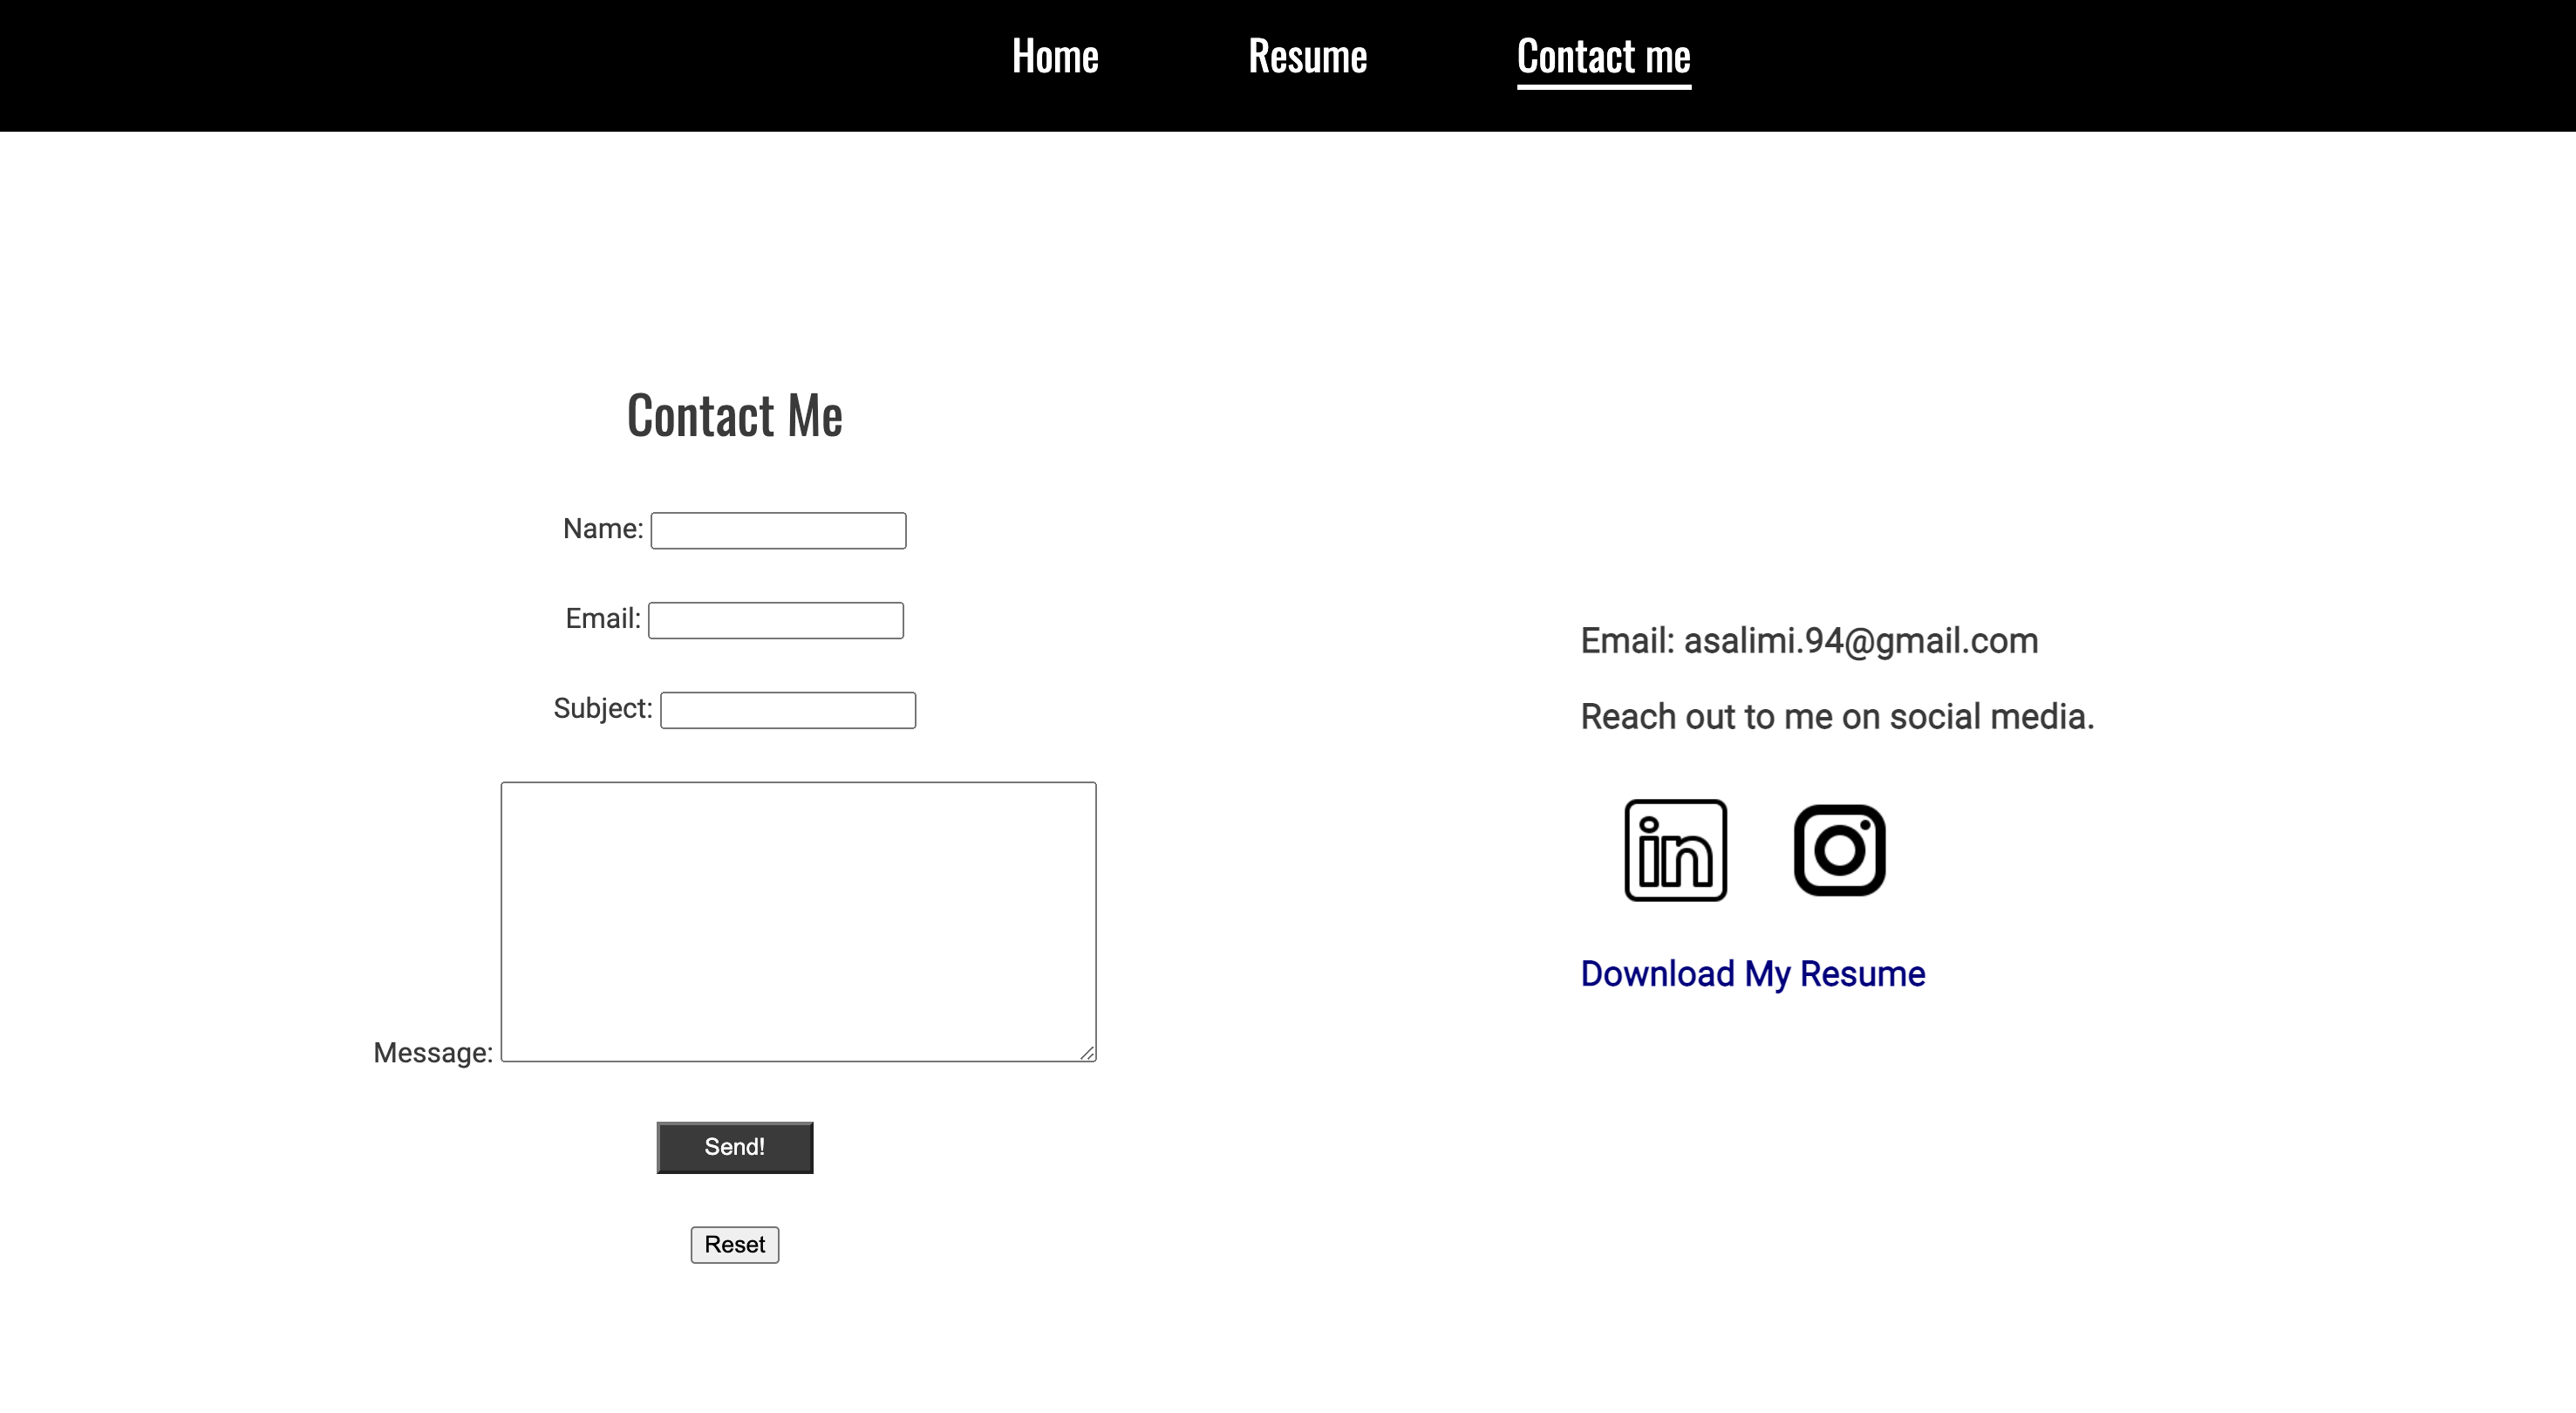 Home Resume Contact me
Contact Me
Name:
Email:
Subject:
Message:
Send!
Reset
Email: asalimi.94@gmail.com
Reach out to me on social media.
in
Download My Resume